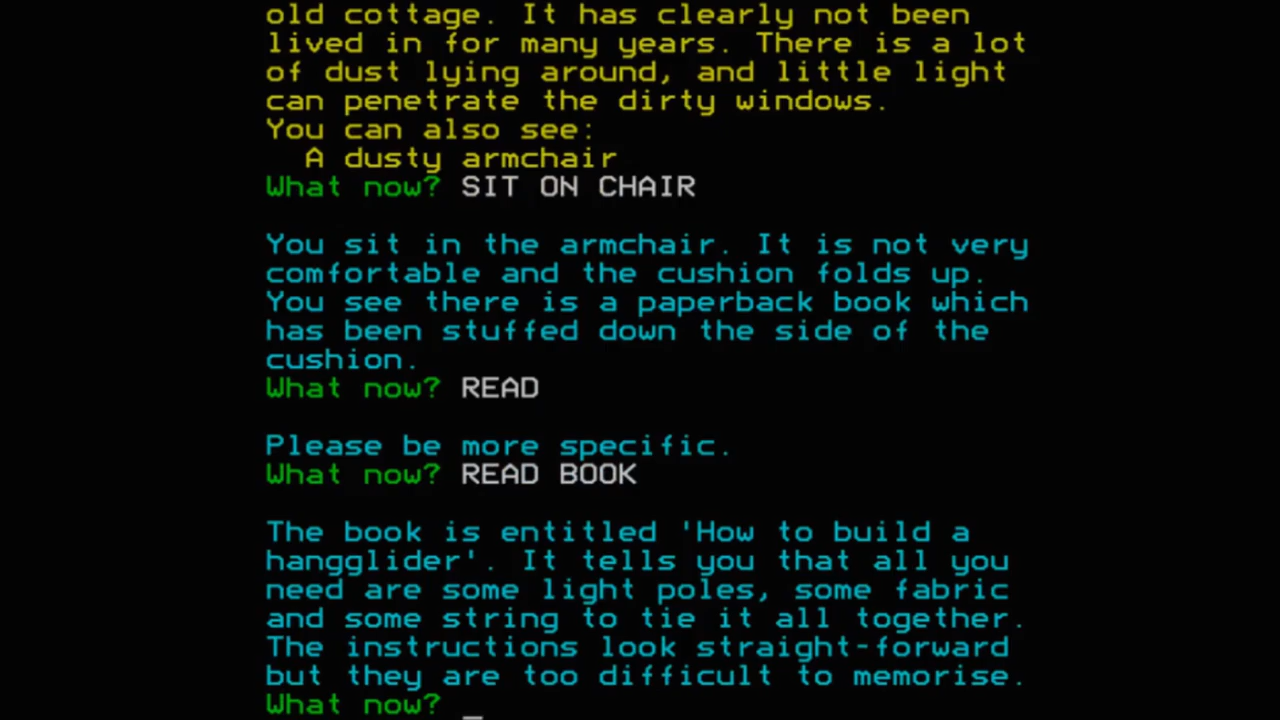 old cottage. It has clearly not been
lived in for many years. There is a lot
of dust lying around, and little light
can penetrate the dirty windows.
You can also see:
A dusty armchair
What now? SIT ON CHAIR
You sit in the armchair. It is not very
comfortable and the cushion folds up.
You see there is a paperback book which
has been stuffed down the side of the
cushion.
What now? READ
Please be more specific.
What now? READ BOOK
The book is entitled 'How to build a
hangglider'. It tells you that all you
need are some light poles, some fabric
and some string to tie it all together.
The instructions look straight-forward
but they are too difficult to memorise.
What now? _